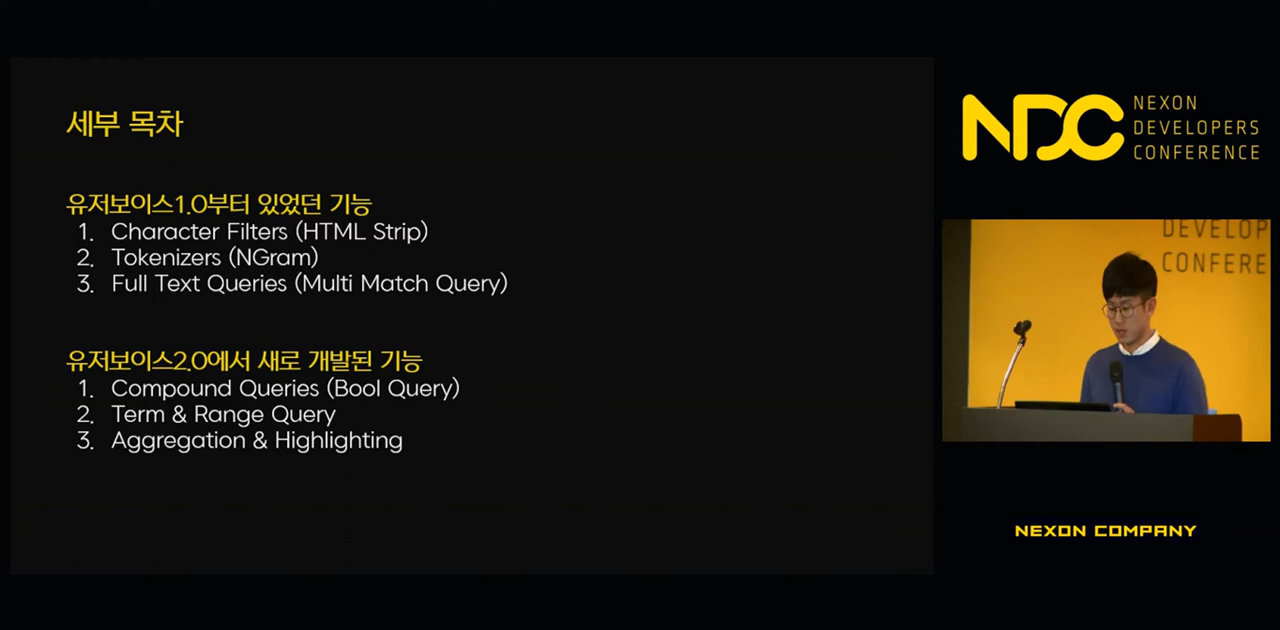 세부 목차
유저보이스1.0부터 있었던 기능
1. Character Filters (HTML Strip)
2. Tokenizers (NGram)
3. Full Text Queries (Multi Match Query)
유저보이스2.0에서 새로 개발된 기능
1. Compound Queries (Bool Query)
2. Term & Range Query
3. Aggregation & Highlighting
NDC
NEXON
DEVELOPERS
CONFERENCE
DEVELOP
CONFERE
NEXON COMPANY